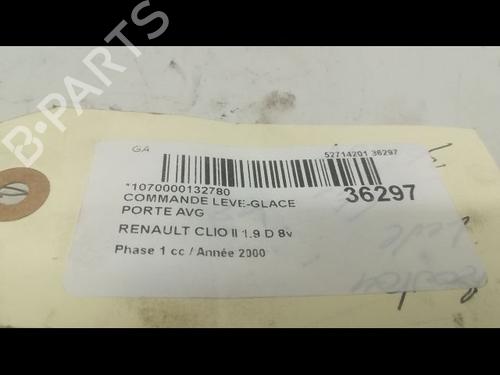 B-PARTS
GA
52714201 36297
*1070000132780
36297
COMMANDE LEVE-GLACE
PORTE AVG
RENAULT CLIO II 1.9 D 8v
Phase 1 cc / Année 2000